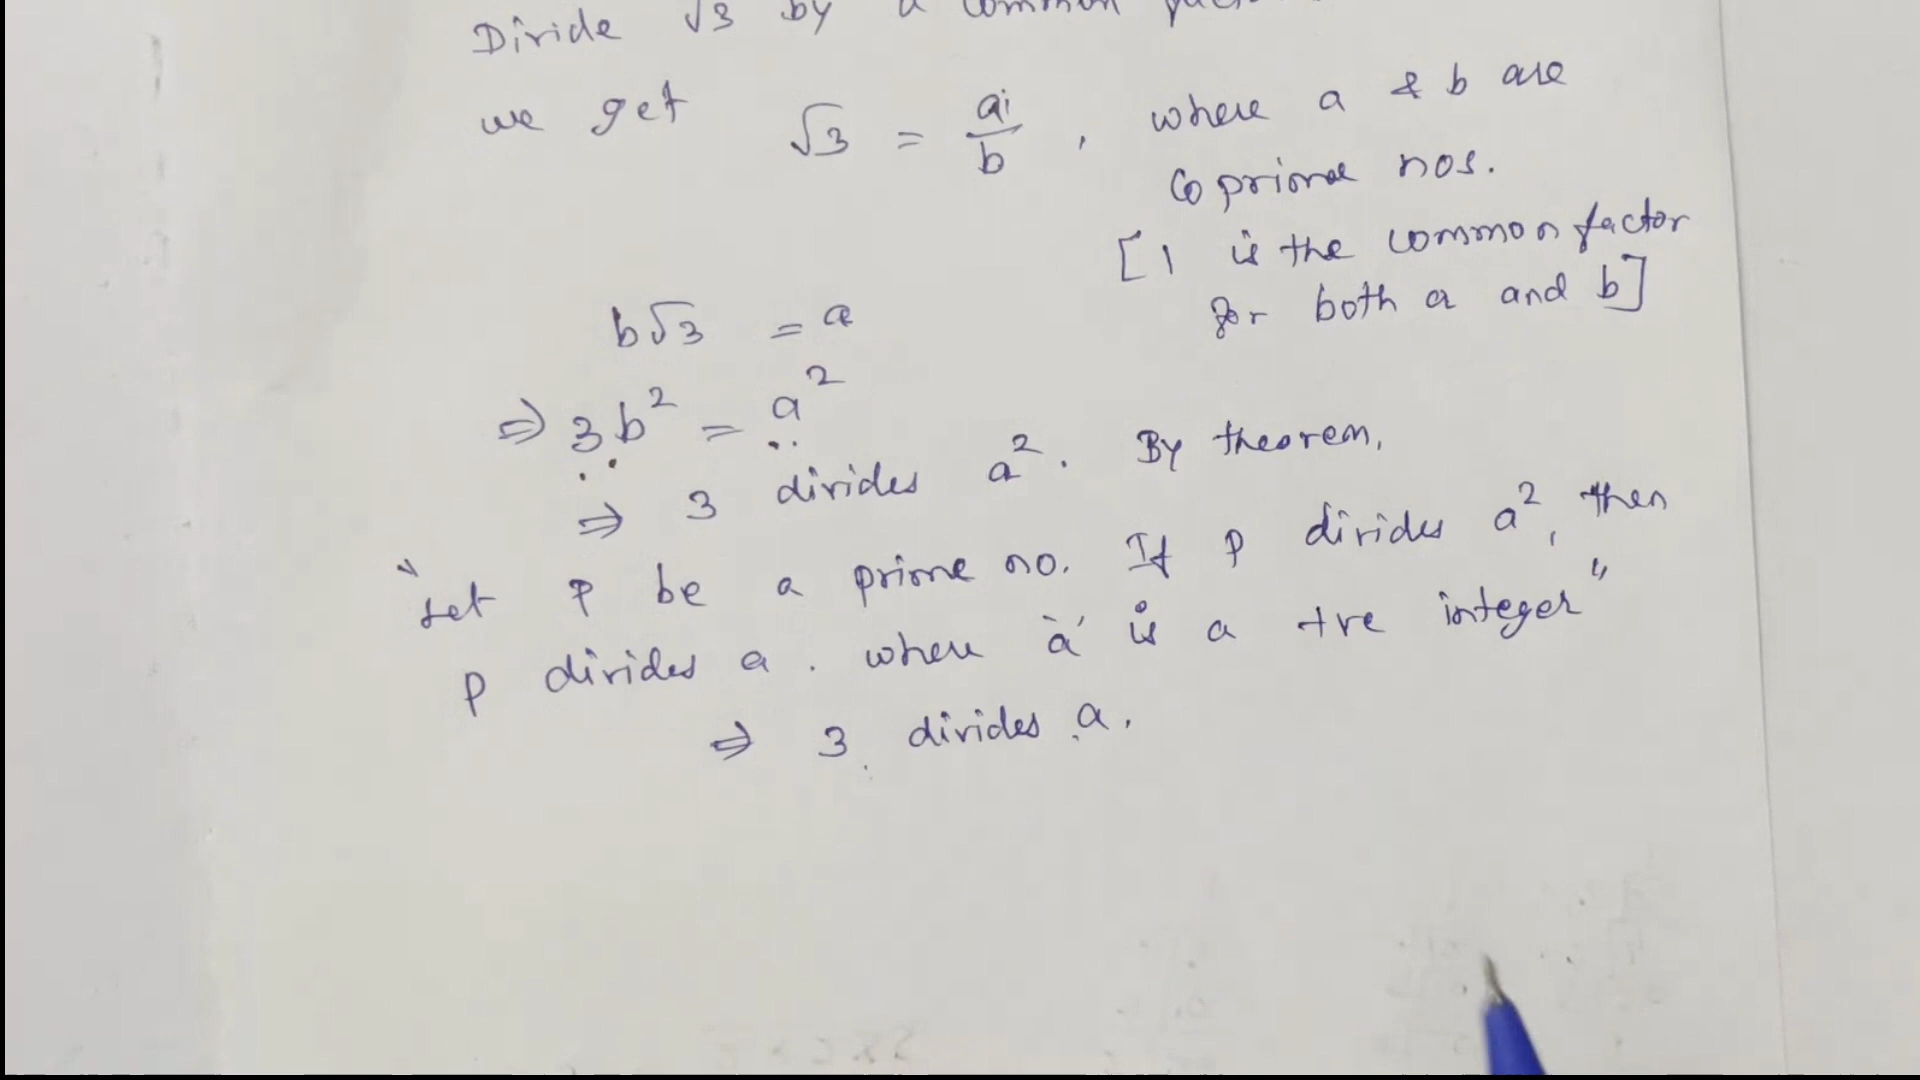 Divide √3 by a common
we get √3 = a/b , where a & b are
Coprime nos.
[1 is the common factor
for both a and b]
b√3 = a
⇒ 3b² = a²
⇒ 3 divides a². By theorem,
"Let P be a prime no. If P divides a², then
P divides a. where 'a' is a +ve integer"
⇒ 3 divides a.